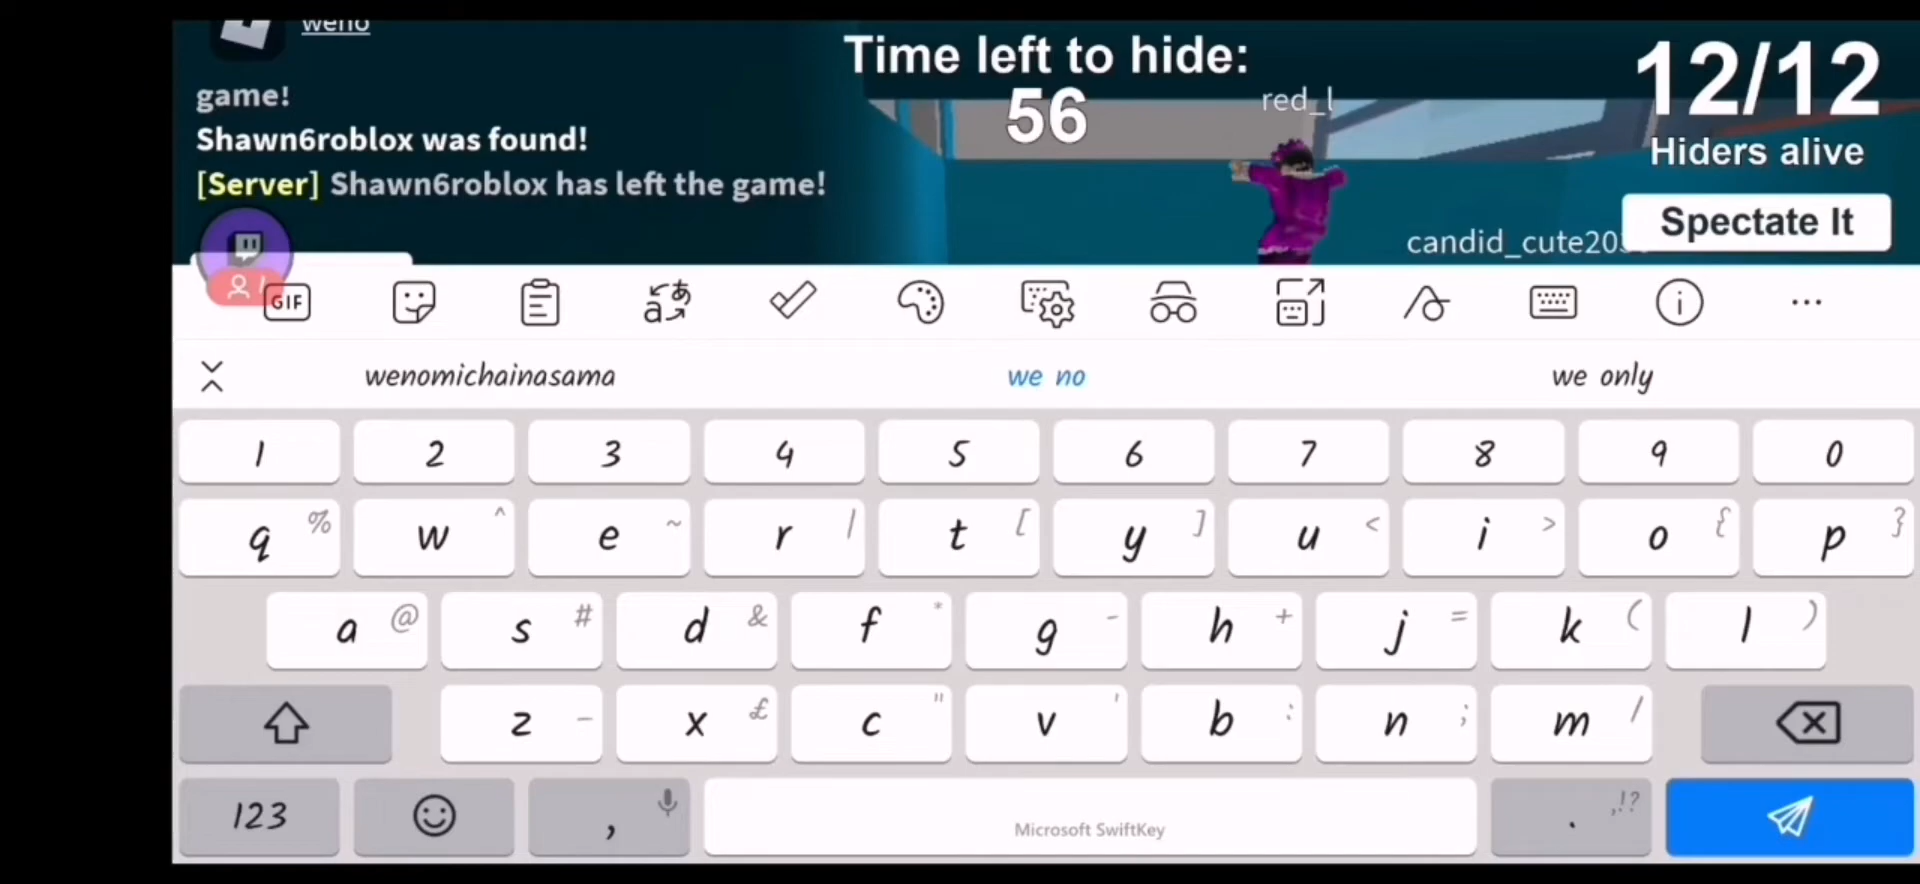 weno
game!
Shawn6roblox was found!
[Server] Shawn6roblox has left the game!
Time left to hide:
56
red_l
12/12
Hiders alive
Spectate It
candid_cute20
GIF
wenomichainasama
we no
we only
1 2 3 4 5 6 7 8 9 0
q % w ^ e ~ r | t [ y ] u < i > o { p }
a @ s # d & f * g - h + j = k ( l )
z _ x £ c " v ' b : n ; m /
123 , Microsoft SwiftKey . ,!?